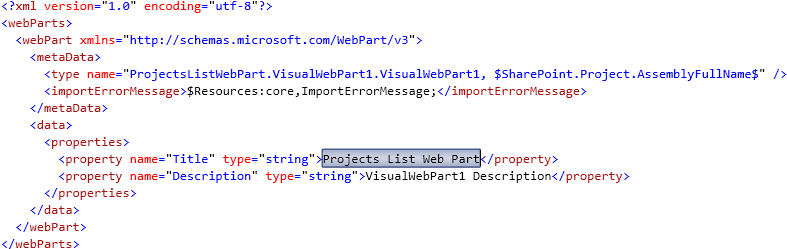 <?xml version="1.0" encoding="utf-8"?>
<webParts>
<webPart xmlns="http://schemas.microsoft.com/WebPart/v3">
<metaData>
<type name="ProjectsListWebPart.VisualWebPart1.VisualWebPart1, $SharePoint.Project.AssemblyFullName$" />
<importErrorMessage>$Resources:core,ImportErrorMessage;</importErrorMessage>
</metaData>
<data>
<properties>
<property name="Title" type="string">Projects List Web Part</property>
<property name="Description" type="string">VisualWebPart1 Description</property>
</properties>
</data>
</webPart>
</webParts>